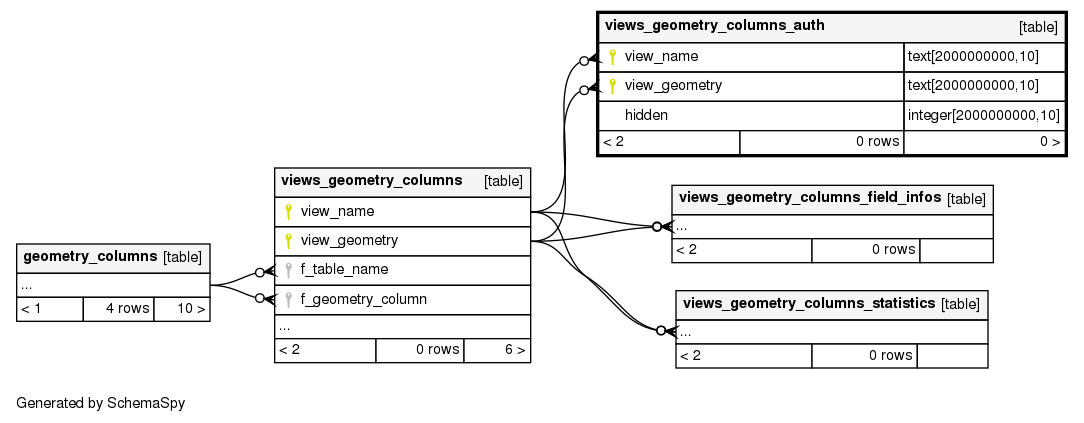 views_geometry_columns_auth [table]
view_name text[2000000000,10]
view_geometry text[2000000000,10]
hidden integer[2000000000,10]
< 2 0 rows 0 >
views_geometry_columns [table]
view_name
view_geometry
f_table_name
f_geometry_column
...
< 2 0 rows 6 >
views_geometry_columns_field_infos [table]
...
< 2 0 rows
geometry_columns [table]
...
< 1 4 rows 10 >
views_geometry_columns_statistics [table]
...
< 2 0 rows
Generated by SchemaSpy